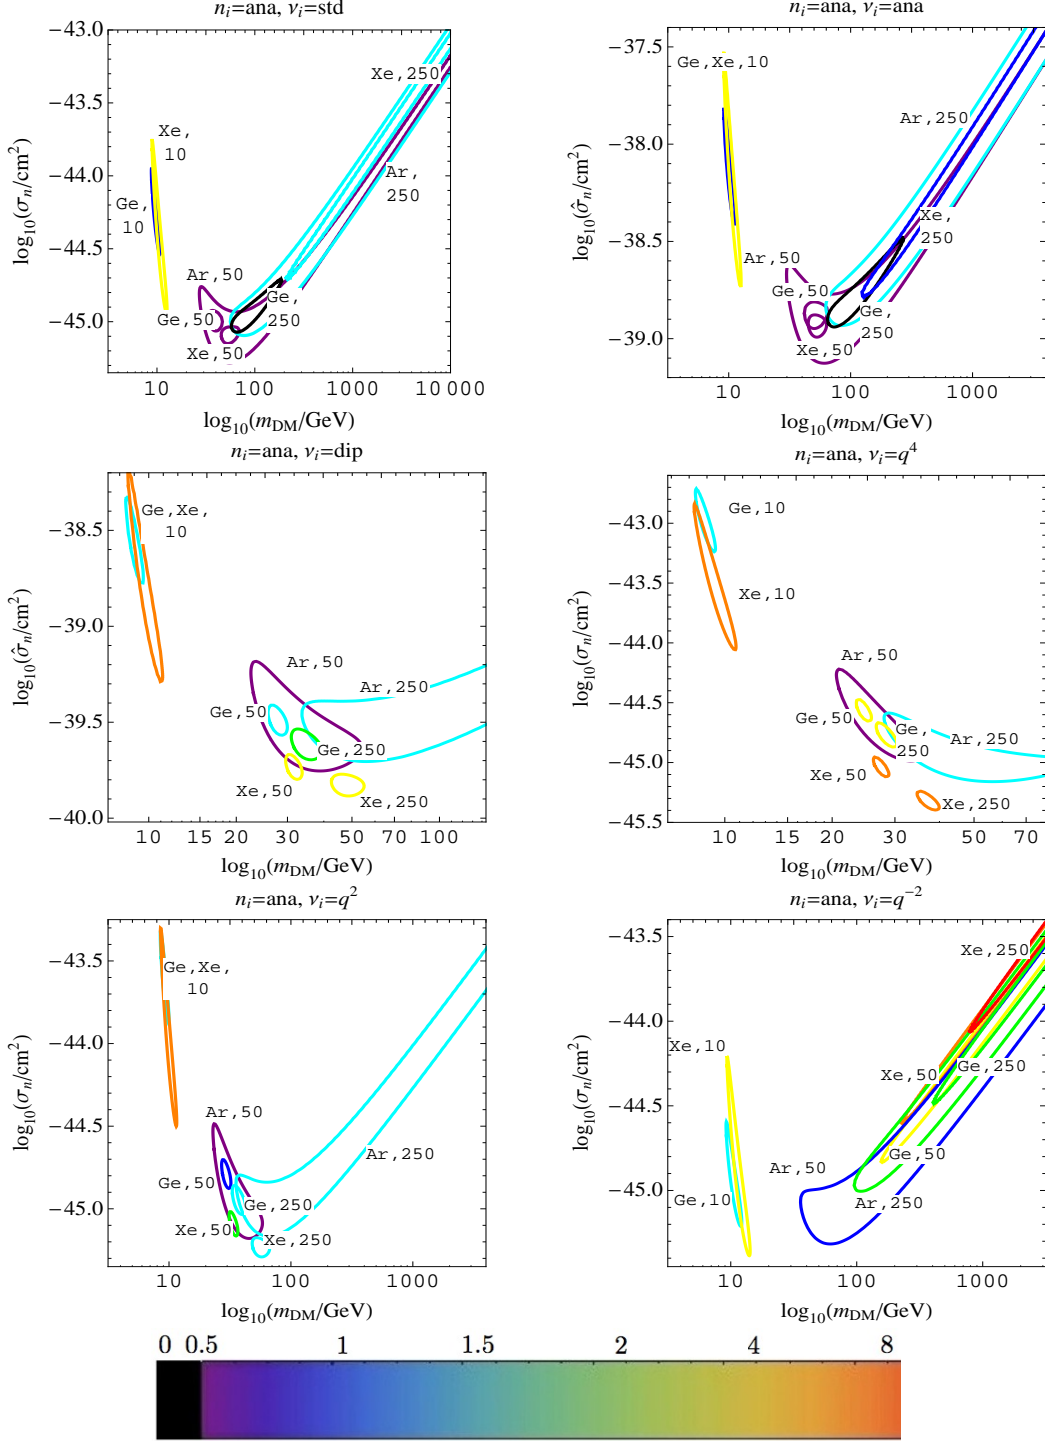 n_i=ana, ν_i=std
−43.0
−43.5
−44.0
−44.5
−45.0
log₁₀(σ_n/cm²)
Xe,
10
Ge,
10
Xe,250
Ar,
250
Ar,50
Ge,50
Ge,
250
Xe,50
10 100 1000 10 000
log₁₀(m_DM/GeV)
n_i=ana, ν_i=ana
−37.5
−38.0
−38.5
−39.0
log₁₀(σ̂_n/cm²)
Ge,Xe,10
Ar,250
Xe,
250
Ar,50
Ge,50
Ge,
250
Xe,50
10 100 1000
log₁₀(m_DM/GeV)
n_i=ana, ν_i=dip
−38.5
−39.0
−39.5
−40.0
log₁₀(σ̂_n/cm²)
Ge,Xe,
10
Ar,50
Ar,250
Ge,50
Ge,250
Xe,50
Xe,250
10 15 20 30 50 70 100
log₁₀(m_DM/GeV)
n_i=ana, ν_i=q⁴
−43.0
−43.5
−44.0
−44.5
−45.0
−45.5
log₁₀(σ_n/cm²)
Ge,10
Xe,10
Ar,50
Ge,50
Ge,
250
Ar,250
Xe,50
Xe,250
10 15 20 30 50 70
log₁₀(m_DM/GeV)
n_i=ana, ν_i=q²
−43.5
−44.0
−44.5
−45.0
log₁₀(σ_n/cm²)
Ge,Xe,
10
Ar,50
Ar,250
Ge,50
Ge,250
Xe,50
Xe,250
10 100 1000
log₁₀(m_DM/GeV)
n_i=ana, ν_i=q⁻²
−43.5
−44.0
−44.5
−45.0
log₁₀(σ_n/cm²)
Xe,250
Xe,10
Xe,50
Ge,250
Ge,50
Ar,50
Ge,10
Ar,250
10 100 1000
log₁₀(m_DM/GeV)
0 0.5 1 1.5 2 4 8